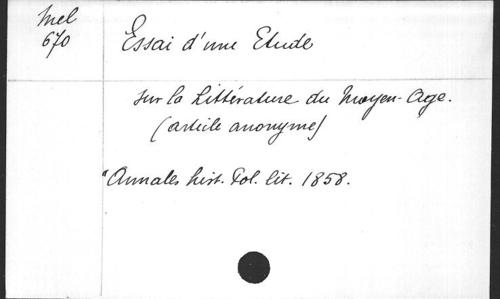 Mel
670
Essai d'une Etude
sur la Littérature du Moyen-Age.
(article anonyme)
"Annales hist. Pol. lit. 1858.